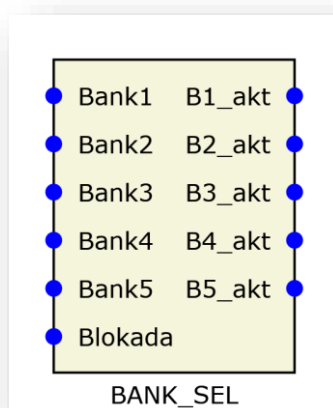 Bank1 B1_akt
Bank2 B2_akt
Bank3 B3_akt
Bank4 B4_akt
Bank5 B5_akt
Blokada
BANK_SEL